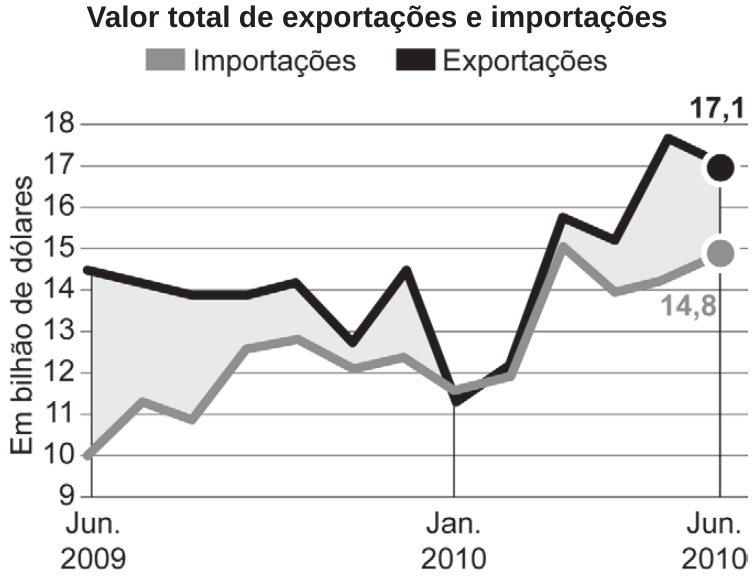 Valor total de exportações e importações
Importações Exportações
17,1
18
17
16
15
14
13
12
11
10
9
Em bilhão de dólares
14,8
Jun. Jan. Jun.
2009 2010 2010